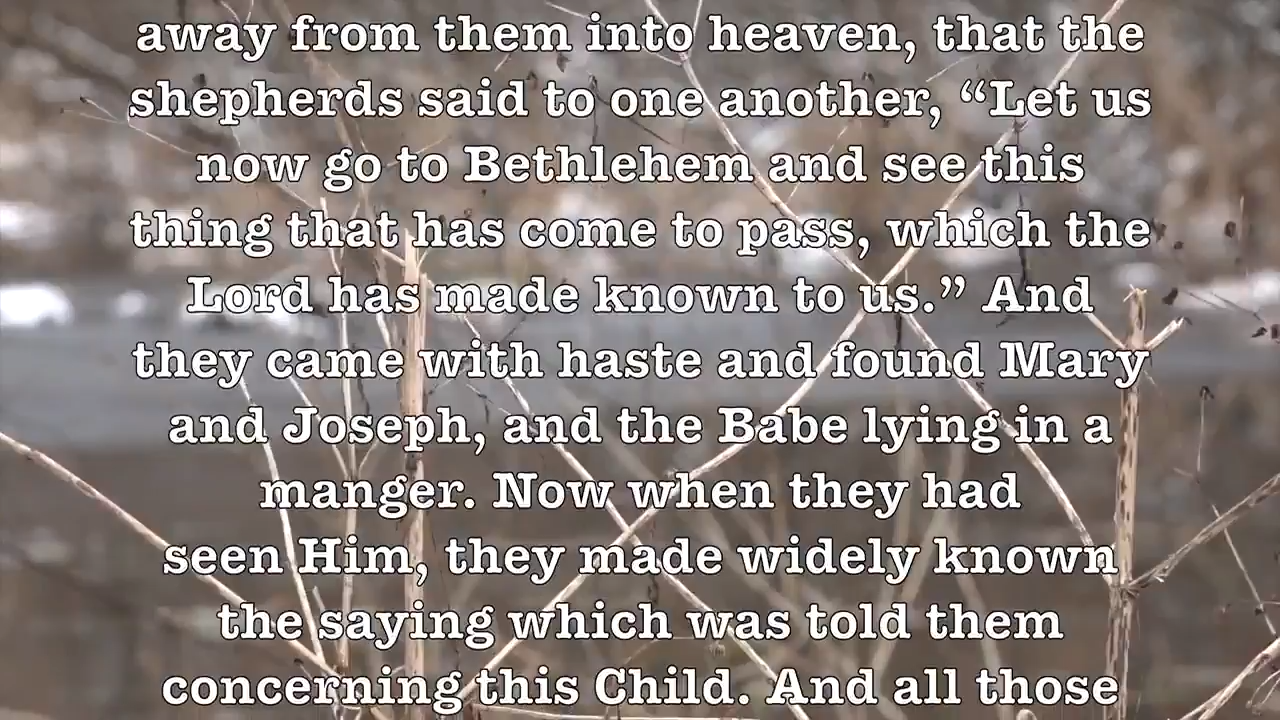 away from them into heaven, that the
shepherds said to one another, “Let us
now go to Bethlehem and see this
thing that has come to pass, which the
Lord has made known to us.” And
they came with haste and found Mary
and Joseph, and the Babe lying in a
manger. Now when they had
seen Him, they made widely known
the saying which was told them
concerning this Child. And all those